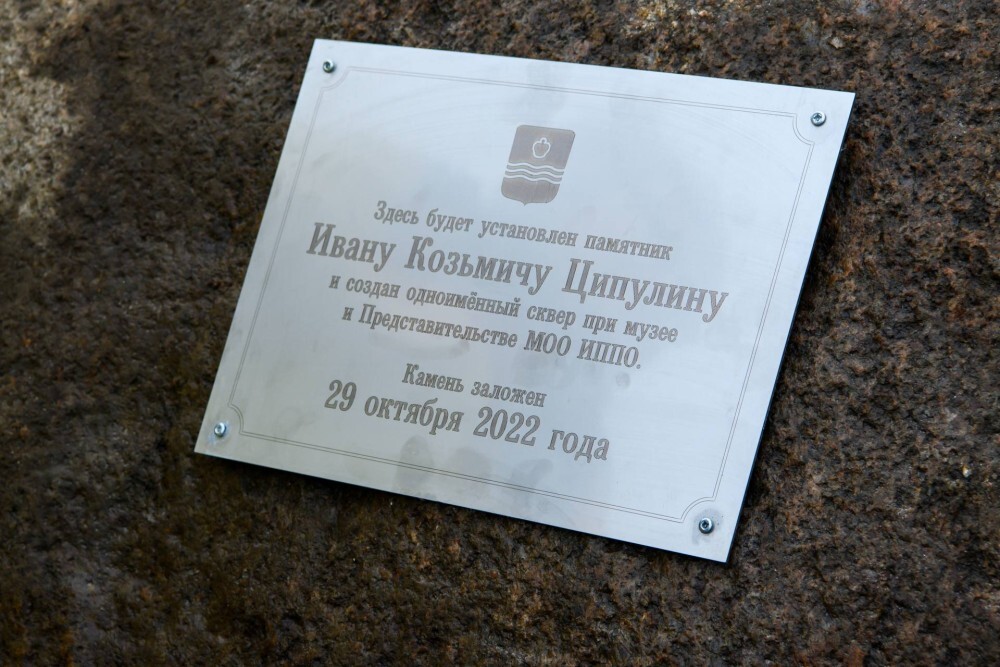 Здесь будет установлен памятник
Ивану Козьмичу Ципулину
и создан одноимённый сквер при музее
и Представительстве МОО ИППО.
Камень заложен
29 октября 2022 года